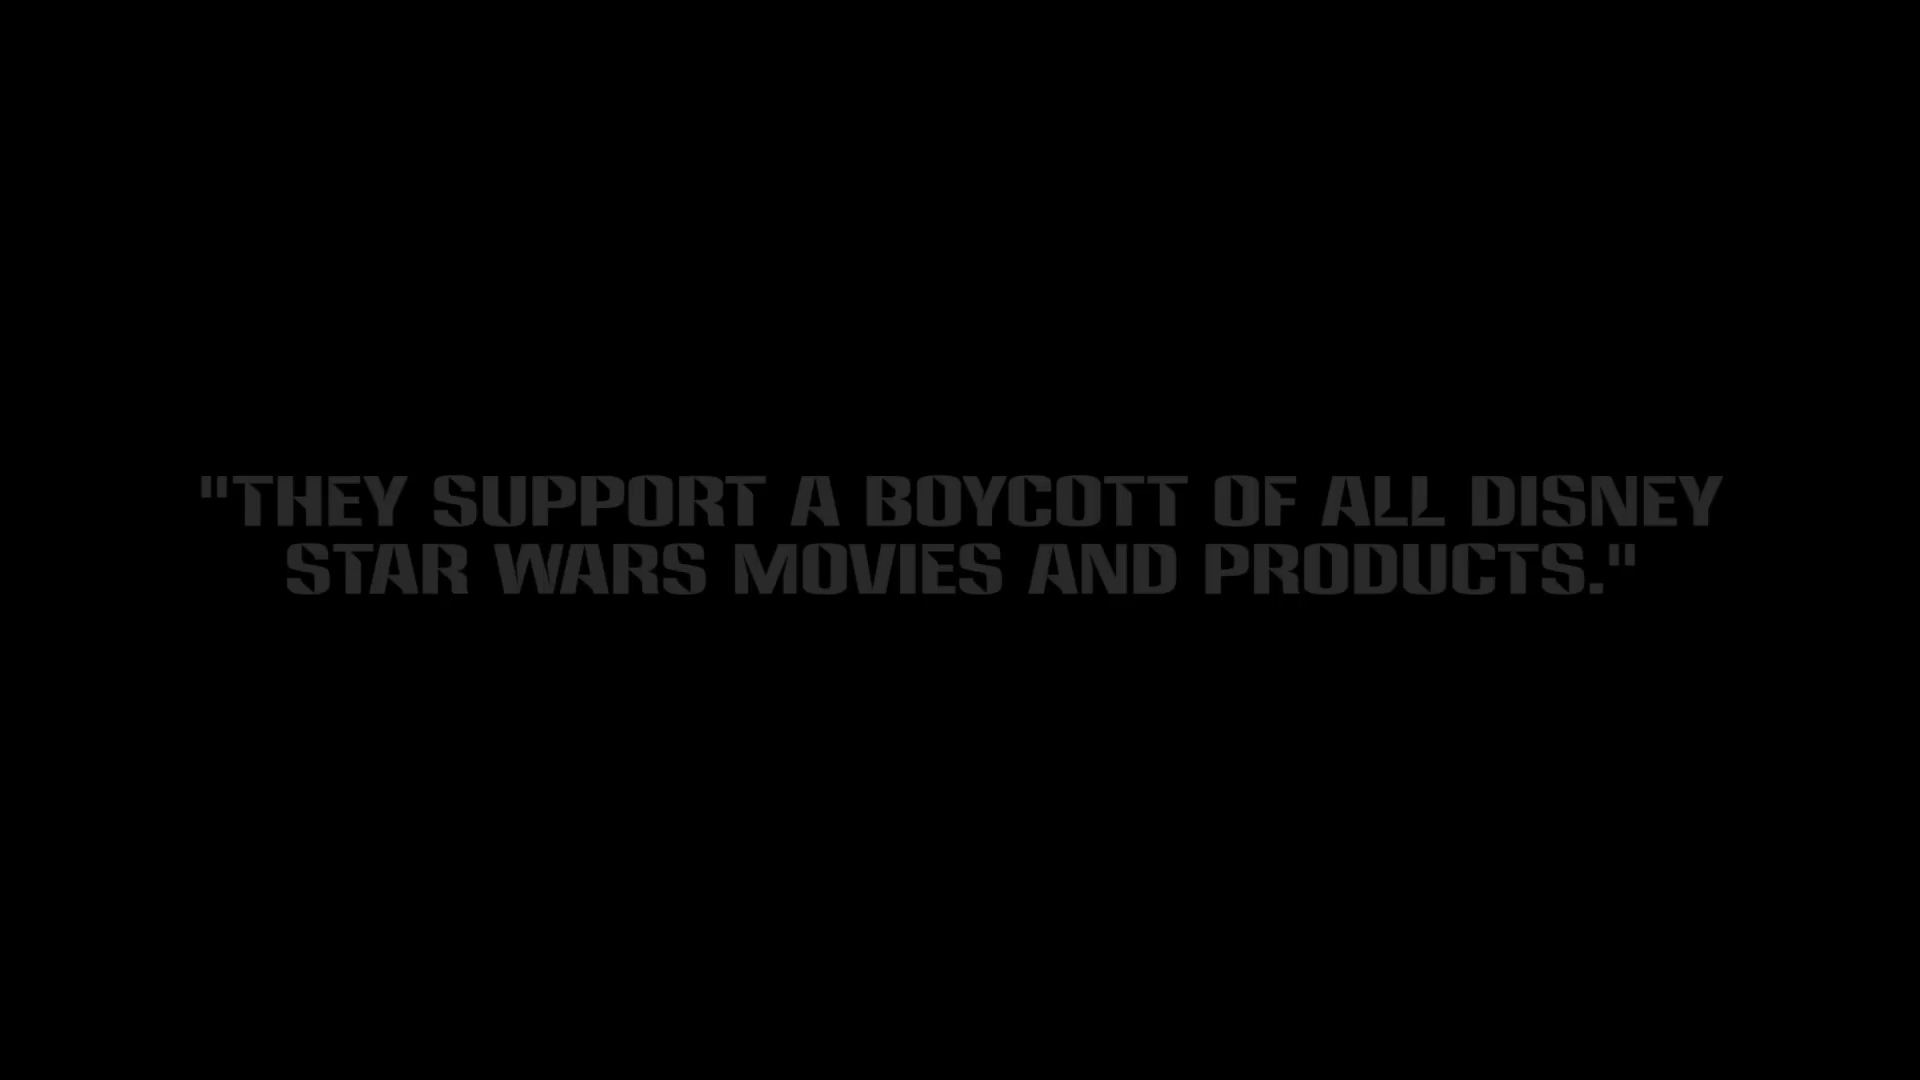 "THEY SUPPORT A BOYCOTT OF ALL DISNEY
STAR WARS MOVIES AND PRODUCTS."